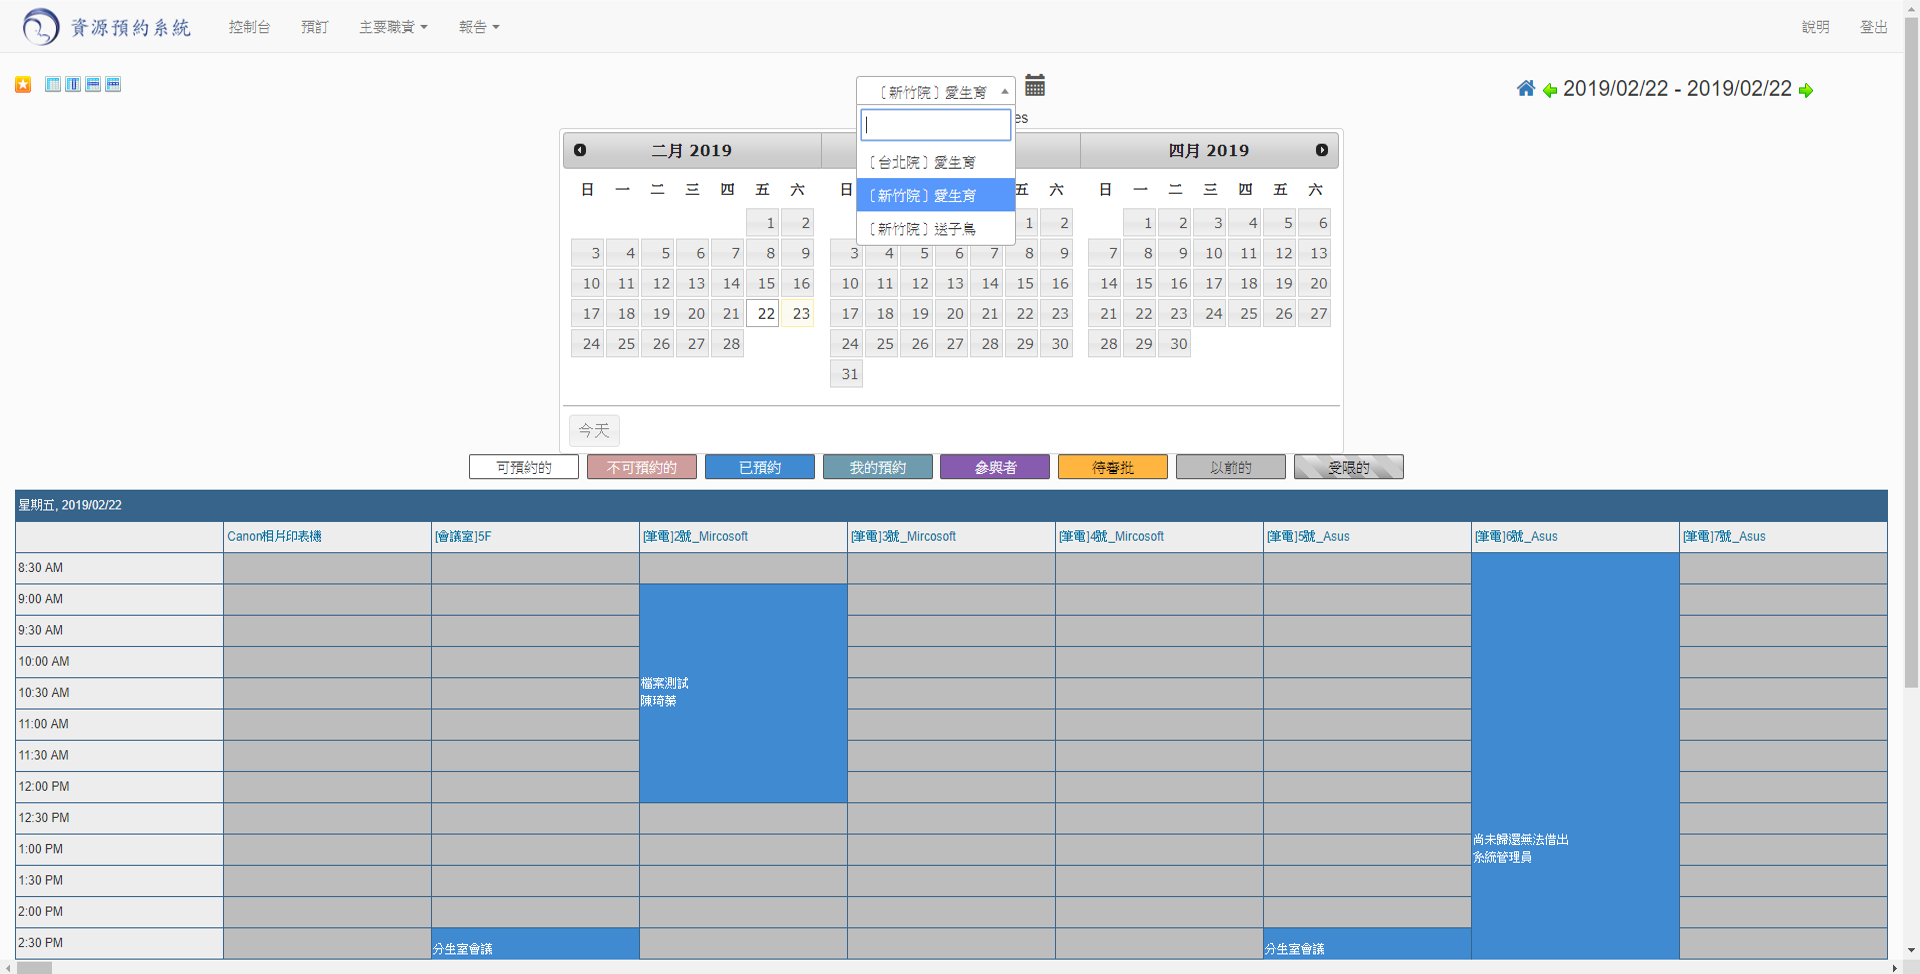 資源預約系統 控制台 預訂 主要職責 報告 說明 登出
〔新竹院〕愛生育
2019/02/22 - 2019/02/22
es
〔台北院〕愛生育
〔新竹院〕愛生育
〔新竹院〕送子鳥
二月 2019
日 一 二 三 四 五 六
1 2
3 4 5 6 7 8 9
10 11 12 13 14 15 16
17 18 19 20 21 22 23
24 25 26 27 28
日 五 六
1 2
3 4 5 6 7 8 9
10 11 12 13 14 15 16
17 18 19 20 21 22 23
24 25 26 27 28 29 30
31
四月 2019
日 一 二 三 四 五 六
1 2 3 4 5 6
7 8 9 10 11 12 13
14 15 16 17 18 19 20
21 22 23 24 25 26 27
28 29 30
今天
可預約的 不可預約的 已預約 我的預約 參與者 待審批 以前的 受限的
星期五, 2019/02/22
Canon相片印表機 [會議室]5F [筆電]2號_Mircosoft [筆電]3號_Mircosoft [筆電]4號_Mircosoft [筆電]5號_Asus [筆電]6號_Asus [筆電]7號_Asus
8:30 AM
9:00 AM
9:30 AM
10:00 AM
檔案測試
10:30 AM
陳琦榮
11:00 AM
11:30 AM
12:00 PM
12:30 PM
尚未歸還無法借出
1:00 PM
系統管理員
1:30 PM
2:00 PM
2:30 PM
分生室會議 分生室會議